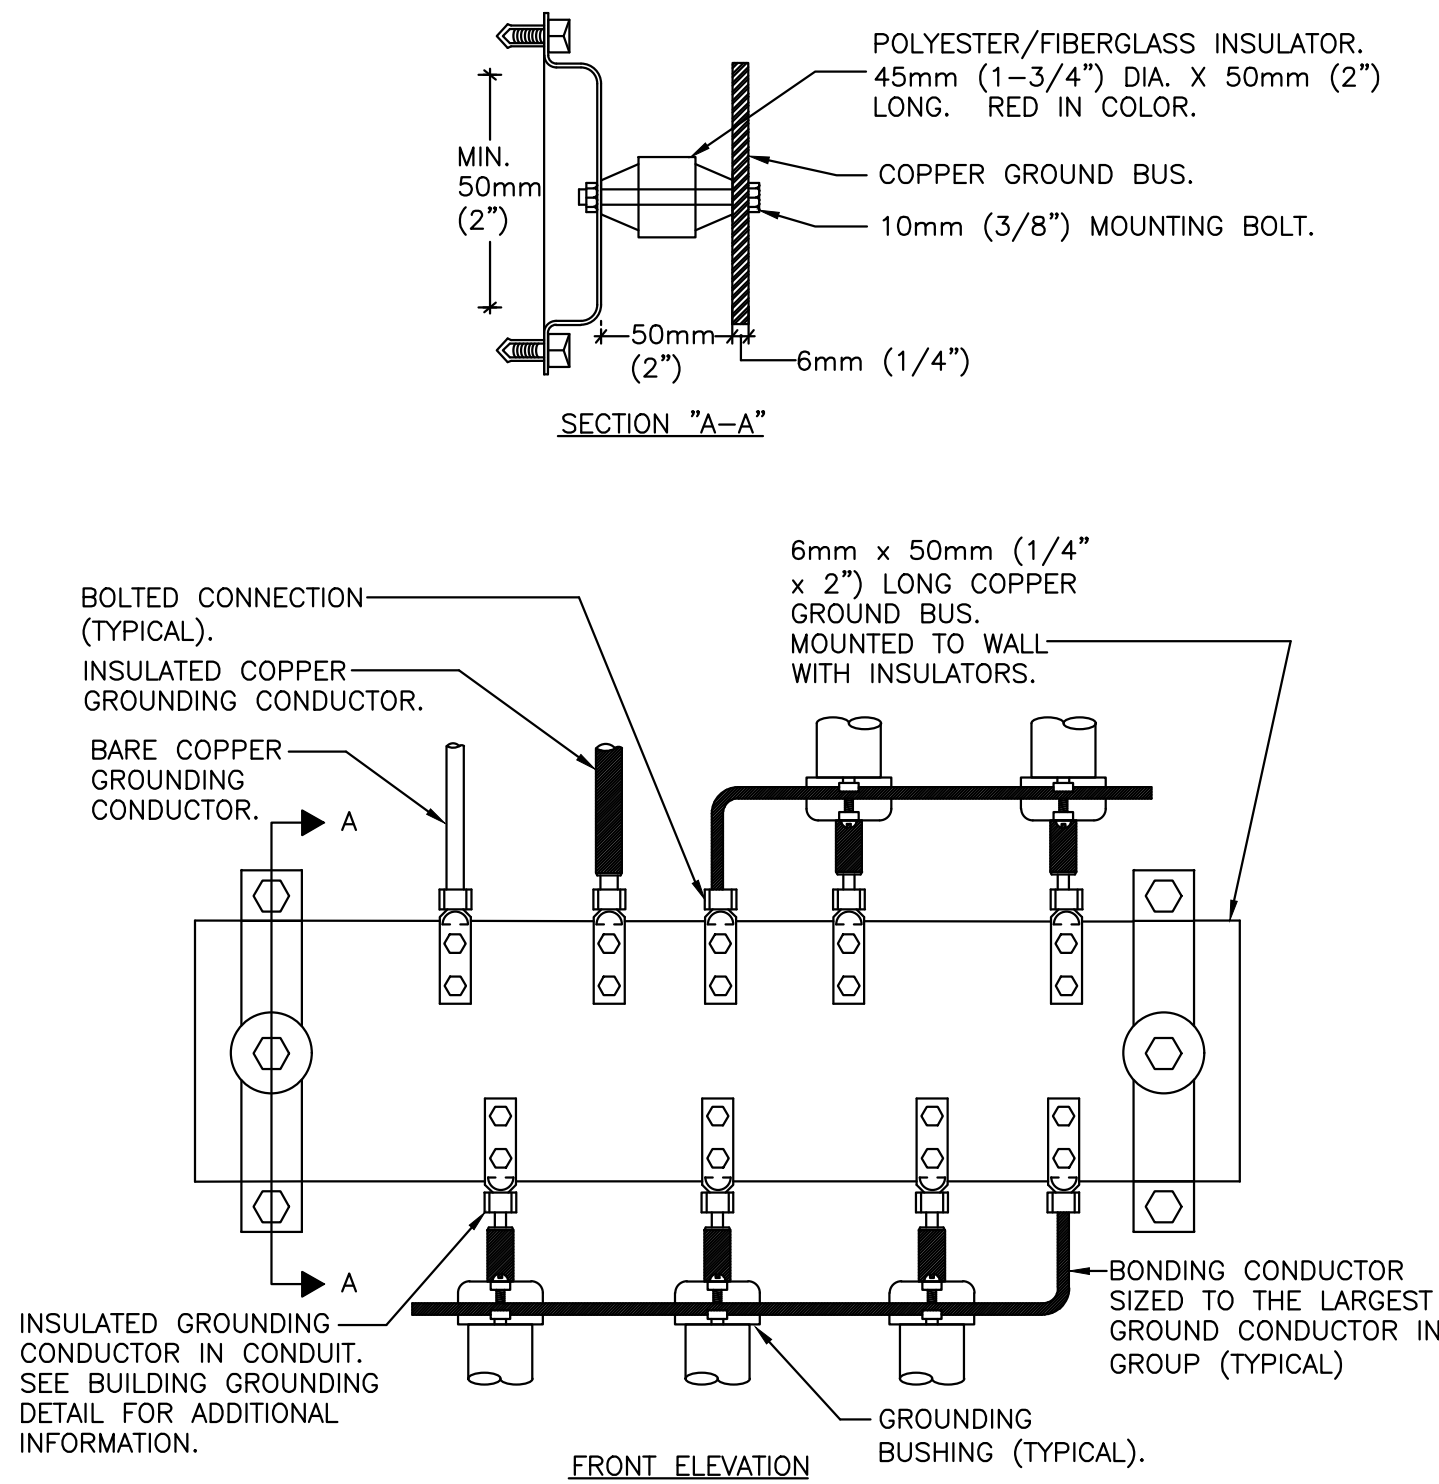 POLYESTER/FIBERGLASS INSULATOR.
45mm (1-3/4") DIA. X 50mm (2")
LONG. RED IN COLOR.
MIN.
50mm
(2")
COPPER GROUND BUS.
10mm (3/8") MOUNTING BOLT.
50mm
(2")
6mm (1/4")
SECTION "A-A"
6mm x 50mm (1/4"
x 2") LONG COPPER
GROUND BUS.
MOUNTED TO WALL
WITH INSULATORS.
BOLTED CONNECTION
(TYPICAL).
INSULATED COPPER
GROUNDING CONDUCTOR.
BARE COPPER
GROUNDING
CONDUCTOR.
A
A
INSULATED GROUNDING
CONDUCTOR IN CONDUIT.
SEE BUILDING GROUNDING
DETAIL FOR ADDITIONAL
INFORMATION.
BONDING CONDUCTOR
SIZED TO THE LARGEST
GROUND CONDUCTOR IN
GROUP (TYPICAL)
GROUNDING
BUSHING (TYPICAL).
FRONT ELEVATION